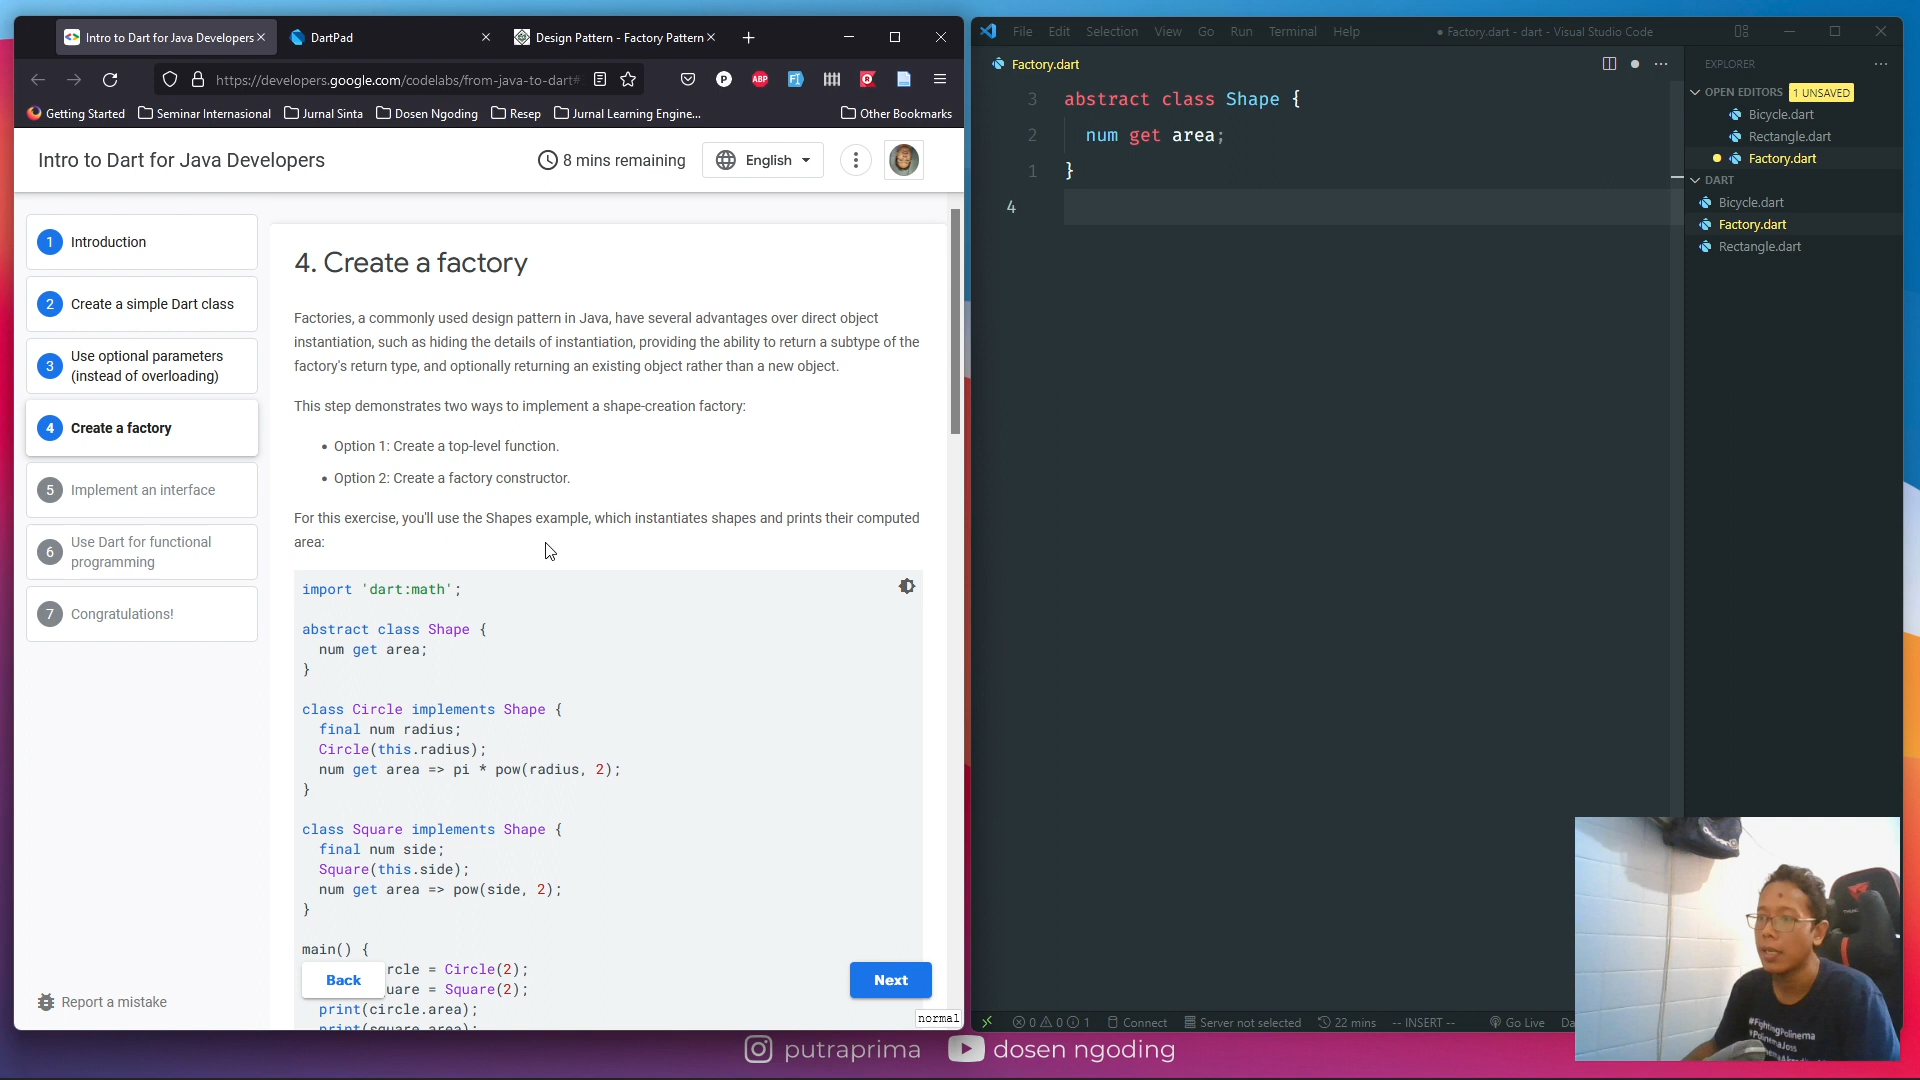 Intro to Dart for Java Developers
DartPad
Design Pattern - Factory Pattern
https://developers.google.com/codelabs/from-java-to-dart#
Getting Started
Seminar Internasional
Jurnal Sinta
Dosen Ngoding
Resep
Jurnal Learning Engine...
Other Bookmarks
Intro to Dart for Java Developers
8 mins remaining
English
1 Introduction
2 Create a simple Dart class
3 Use optional parameters
(instead of overloading)
4 Create a factory
5 Implement an interface
6 Use Dart for functional
programming
7 Congratulations!
Report a mistake
4. Create a factory
Factories, a commonly used design pattern in Java, have several advantages over direct object
instantiation, such as hiding the details of instantiation, providing the ability to return a subtype of the
factory's return type, and optionally returning an existing object rather than a new object.
This step demonstrates two ways to implement a shape-creation factory:
• Option 1: Create a top-level function.
• Option 2: Create a factory constructor.
For this exercise, you'll use the Shapes example, which instantiates shapes and prints their computed
area:
import 'dart:math';
abstract class Shape {
num get area;
}
class Circle implements Shape {
final num radius;
Circle(this.radius);
num get area => pi * pow(radius, 2);
}
class Square implements Shape {
final num side;
Square(this.side);
num get area => pow(side, 2);
}
main() {
rcle = Circle(2);
uare = Square(2);
print(circle.area);
print(square.area);
Back
Next
normal
File Edit Selection View Go Run Terminal Help
● Factory.dart - dart - Visual Studio Code
Factory.dart
3 abstract class Shape {
2 num get area;
1 }
4
EXPLORER
OPEN EDITORS 1 UNSAVED
Bicycle.dart
Rectangle.dart
Factory.dart
DART
Bicycle.dart
Factory.dart
Rectangle.dart
0 0 1 Connect Server not selected 22 mins -- INSERT -- Go Live Da
#FightingPolinema
putraprima
dosen ngoding